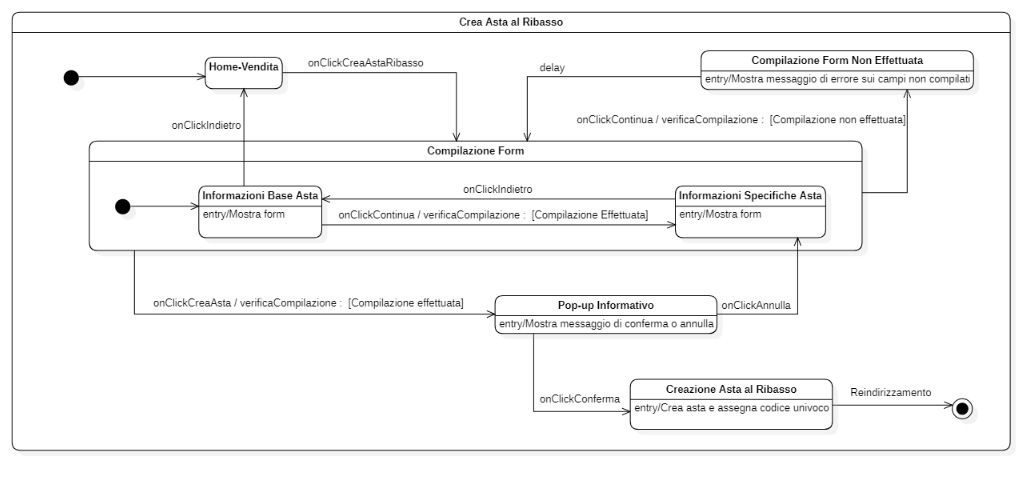 Crea Asta al Ribasso
Home-Vendita
onClickCreaAstaRibasso
delay
Compilazione Form Non Effettuata
entry/Mostra messaggio di errore sui campi non compilati
onClickIndietro
onClickContinua / verificaCompilazione : [Compilazione non effettuata]
Compilazione Form
Informazioni Base Asta
entry/Mostra form
onClickIndietro
onClickContinua / verificaCompilazione : [Compilazione Effettuata]
Informazioni Specifiche Asta
entry/Mostra form
onClickCreaAsta / verificaCompilazione : [Compilazione effettuata]
Pop-up Informativo
entry/Mostra messaggio di conferma o annulla
onClickAnnulla
onClickConferma
Creazione Asta al Ribasso
entry/Crea asta e assegna codice univoco
Reindirizzamento